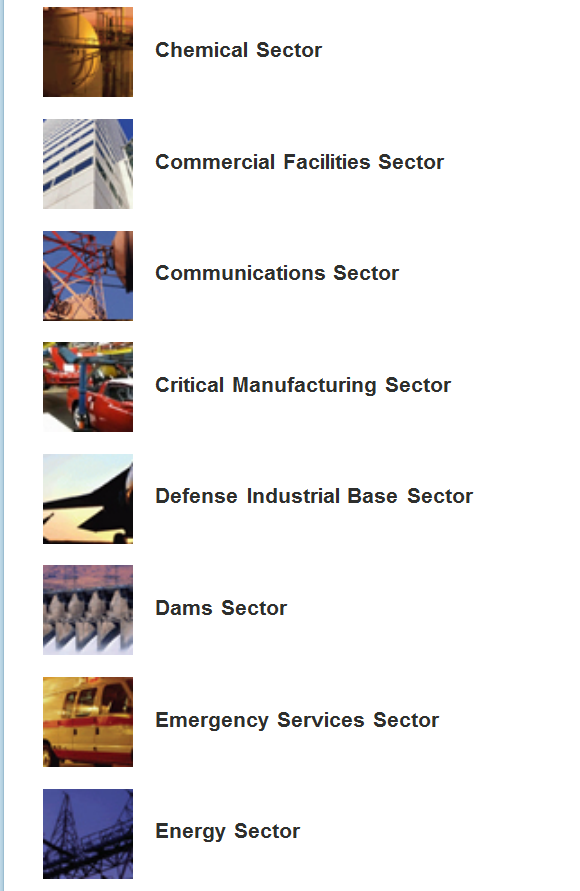 Chemical Sector
Commercial Facilities Sector
Communications Sector
Critical Manufacturing Sector
Defense Industrial Base Sector
Dams Sector
Emergency Services Sector
Energy Sector